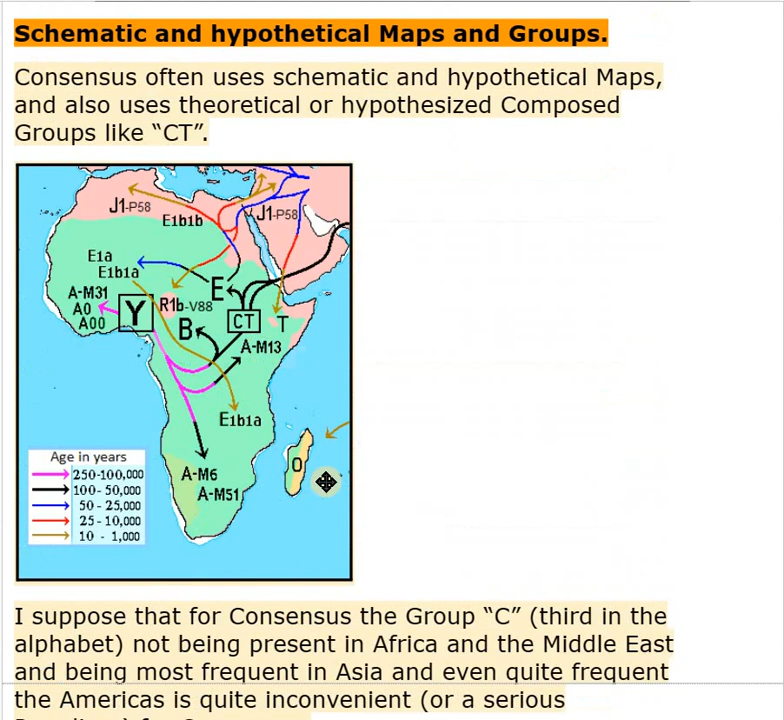 Schematic and hypothetical Maps and Groups.
Consensus often uses schematic and hypothetical Maps,
and also uses theoretical or hypothesized Composed
Groups like “CT”.
J1-P58
E1b1b
J1-P58
E1a
E1b1a
E
A-M31
A0
A00
Y
R1b-V88
B
CT
T
A-M13
E1b1a
O
A-M6
A-M51
Age in years
250-100,000
100- 50,000
50 - 25,000
25 - 10,000
10 - 1,000
I suppose that for Consensus the Group “C” (third in the
alphabet) not being present in Africa and the Middle East
and being most frequent in Asia and even quite frequent
the Americas is quite inconvenient (or a serious